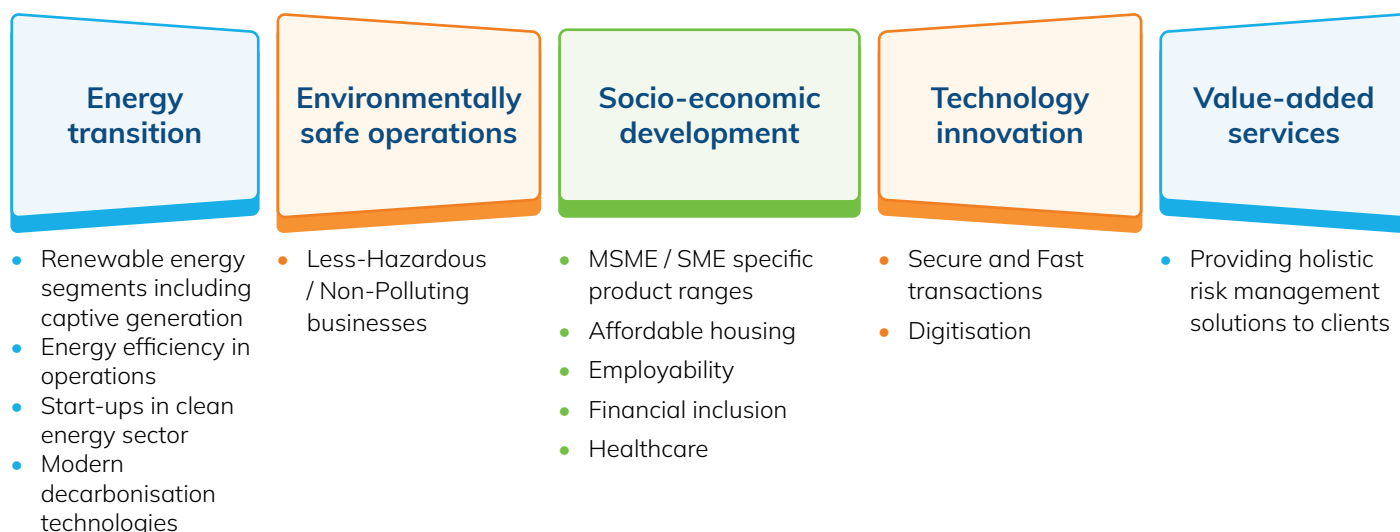 Energy
transition
Environmentally
safe operations
Socio-economic
development
Technology
innovation
Value-added
services
• Renewable energy
segments including
captive generation
• Energy efficiency in
operations
• Start-ups in clean
energy sector
• Modern
decarbonisation
technologies
• Less-Hazardous
/ Non-Polluting
businesses
• MSME / SME specific
product ranges
• Affordable housing
• Employability
• Financial inclusion
• Healthcare
• Secure and Fast
transactions
• Digitisation
• Providing holistic
risk management
solutions to clients